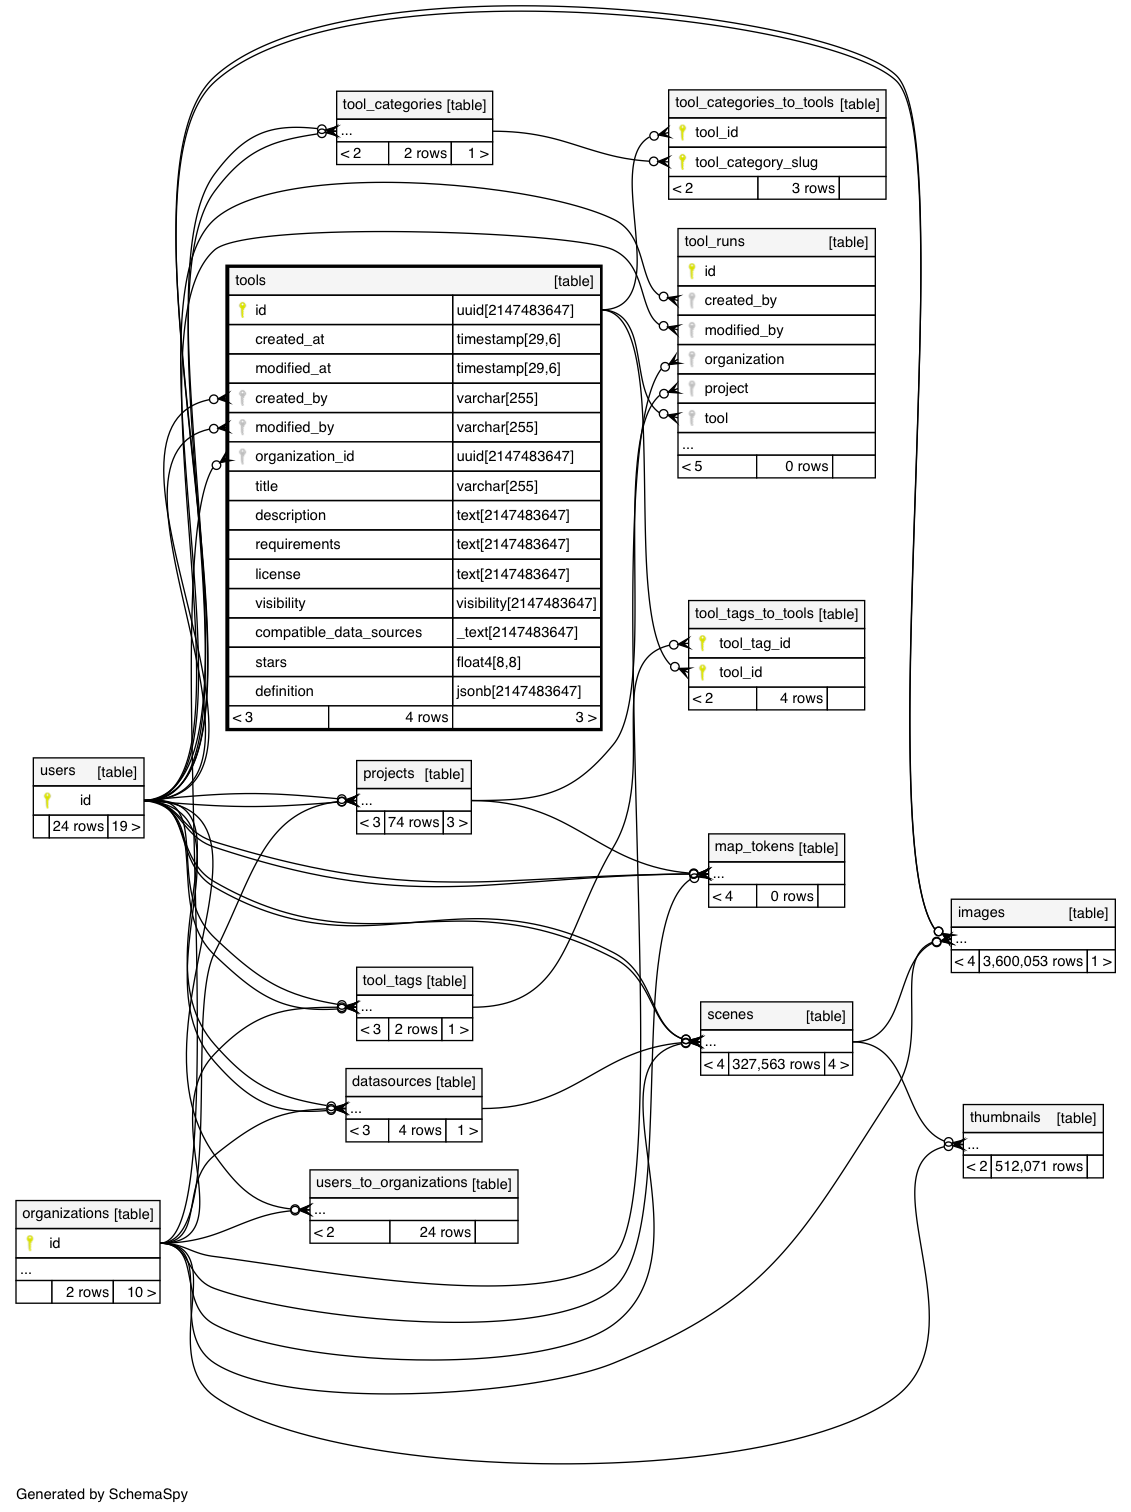 tool_categories [table]
...
< 2 2 rows 1 >
tool_categories_to_tools [table]
tool_id
tool_category_slug
< 2 3 rows
tool_runs [table]
id
created_by
modified_by
organization
project
tool
...
< 5 0 rows
tools [table]
id uuid[2147483647]
created_at timestamp[29,6]
modified_at timestamp[29,6]
created_by varchar[255]
modified_by varchar[255]
organization_id uuid[2147483647]
title varchar[255]
description text[2147483647]
requirements text[2147483647]
license text[2147483647]
visibility visibility[2147483647]
compatible_data_sources _text[2147483647]
stars float4[8,8]
definition jsonb[2147483647]
< 3 4 rows 3 >
tool_tags_to_tools [table]
tool_tag_id
tool_id
< 2 4 rows
users [table]
id
24 rows 19 >
projects [table]
...
< 3 74 rows 3 >
map_tokens [table]
...
< 4 0 rows
images [table]
...
< 4 3,600,053 rows 1 >
tool_tags [table]
...
< 3 2 rows 1 >
scenes [table]
...
< 4 327,563 rows 4 >
datasources [table]
...
< 3 4 rows 1 >
thumbnails [table]
...
< 2 512,071 rows
users_to_organizations [table]
...
< 2 24 rows
organizations [table]
id
...
2 rows 10 >
Generated by SchemaSpy